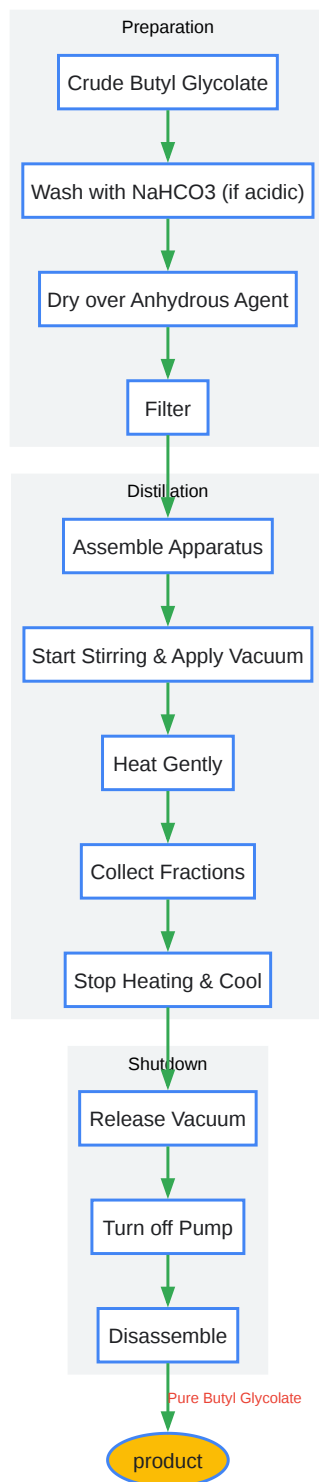 Preparation
Crude Butyl Glycolate
Wash with NaHCO3 (if acidic)
Dry over Anhydrous Agent
Filter
Distillation
Assemble Apparatus
Start Stirring & Apply Vacuum
Heat Gently
Collect Fractions
Stop Heating & Cool
Shutdown
Release Vacuum
Turn off Pump
Disassemble
Pure Butyl Glycolate
product